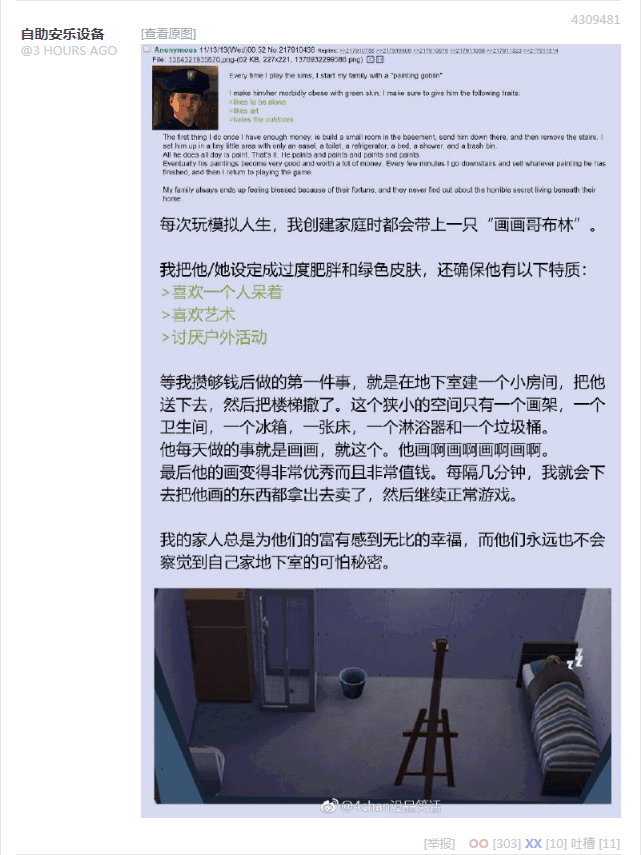 4309481
自助安乐设备
@3 HOURS AGO
[查看原图]
Anonymous 11/13/13(Wed)00:52 No.217913439 Replies:
File: 1384321935670.png-(62 KB, 227x221, 1376932299586.png)
Every time I play the sims, I start my family with a "painting goblin"
I make him/her morbidly obese with green skin. I make sure to give him the following traits:
>likes to be alone
>likes art
>hates the outdoors
The first thing I do once I have enough money, is build a small room in the basement, send him down there, and then remove the stairs. I
set him up in a tiny little area with only an easel, a toilet, a refrigerator, a bed, a shower, and a trash bin.
All he does all day is paint. That's it. He paints and paints and paints and paints.
Eventually his paintings become very good and worth a lot of money. Every few minutes I go downstairs and sell whatever painting he has
finished, and then I return to playing the game.
My family always ends up feeling blessed because of their fortune, and they never find out about the horrible secret living beneath their
home.
每次玩模拟人生，我创建家庭时都会带上一只“画画哥布林”。
我把他/她设定成过度肥胖和绿色皮肤，还确保他有以下特质：
>喜欢一个人呆着
>喜欢艺术
>讨厌户外活动
等我攒够钱后做的第一件事，就是在地下室建一个小房间，把他
送下去，然后把楼梯撤了。这个狭小的空间只有一个画架，一个
卫生间，一个冰箱，一张床，一个淋浴器和一个垃圾桶。
他每天做的事就是画画，就这个。他画啊画啊画啊画啊。
最后他的画变得非常优秀而且非常值钱。每隔几分钟，我就会下
去把他画的东西都拿出去卖了，然后继续正常游戏。
我的家人总是为他们的富有感到无比的幸福，而他们永远也不会
察觉到自己家地下室的可怕秘密。
z z
@4chan没品笑话
[举报] OO [303] XX [10] 吐槽 [11]